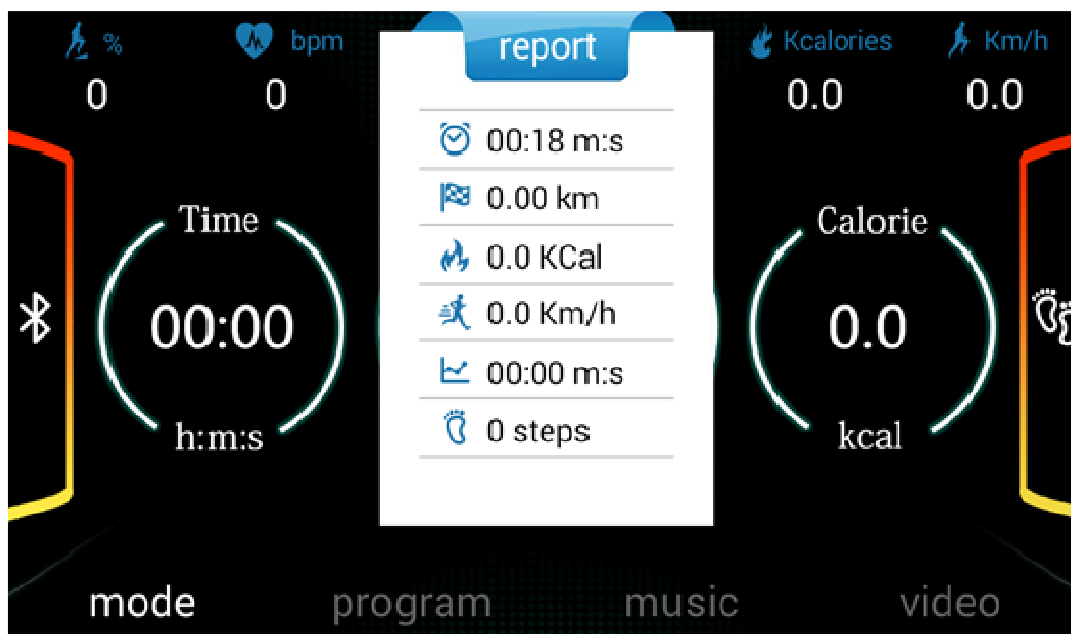 %
bpm
report
Kcalories
Km/h
0
0
0.0
0.0
00:18 m:s
0.00 km
0.0 KCal
0.0 Km/h
00:00 m:s
0 steps
Time
00:00
h:m:s
Calorie
0.0
kcal
mode
program
music
video